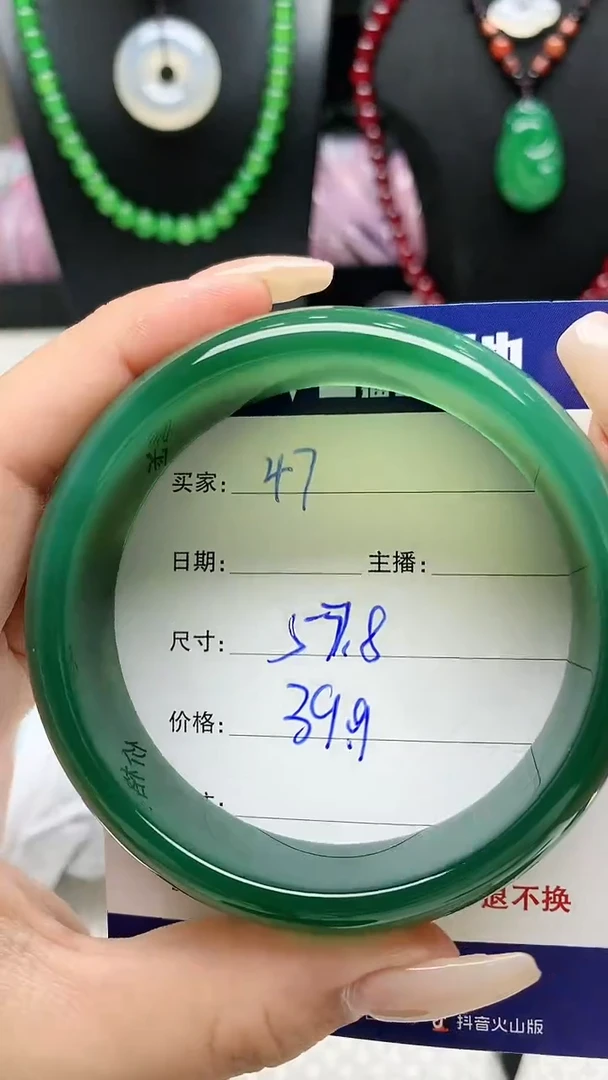 买家: 47
日期: 主播:
尺寸: 57.8
价格: 39.9
退不换
抖音火山版